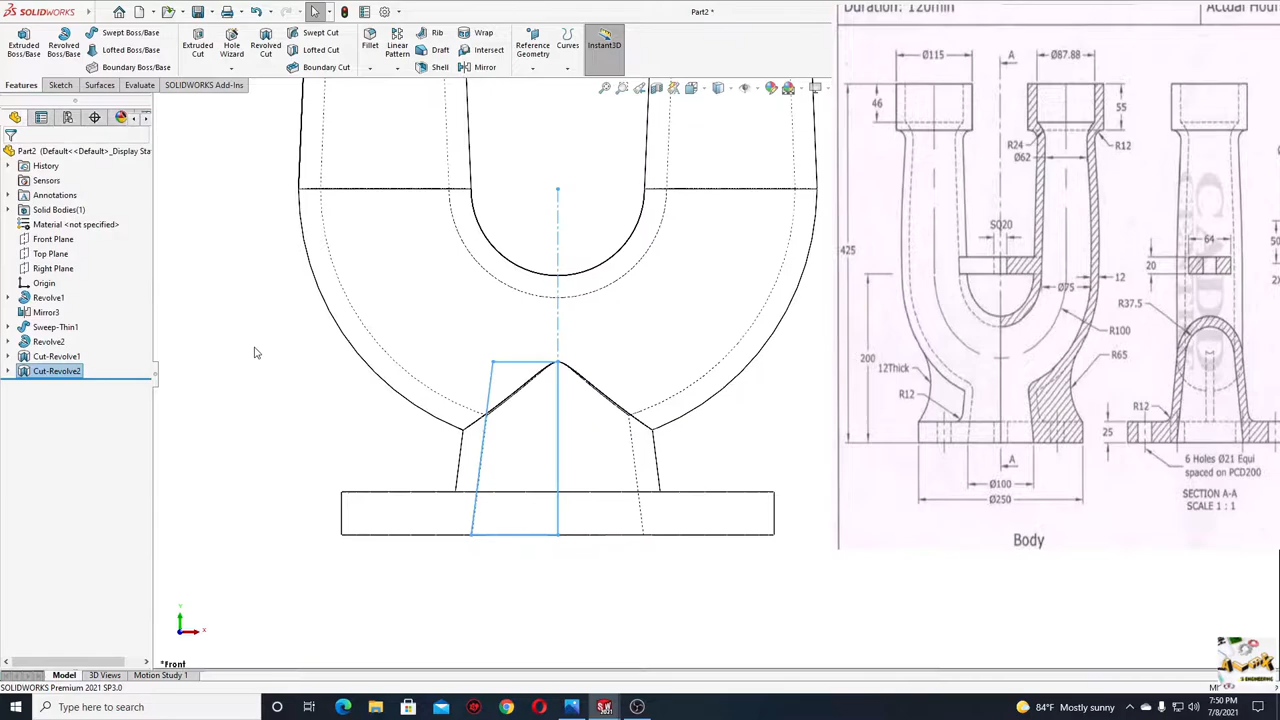 SOLIDWORKS
Part2 *
Extruded Boss/Base
Revolved Boss/Base
Swept Boss/Base
Lofted Boss/Base
Boundary Boss/Base
Extruded Cut
Hole Wizard
Revolved Cut
Swept Cut
Lofted Cut
Boundary Cut
Fillet
Linear Pattern
Rib
Draft
Shell
Wrap
Intersect
Mirror
Reference Geometry
Curves
Instant3D
Features
Sketch
Surfaces
Evaluate
SOLIDWORKS Add-Ins
Part2 (Default<<Default>_Display Sta
History
Sensors
Annotations
Solid Bodies(1)
Material <not specified>
Front Plane
Top Plane
Right Plane
Origin
Revolve1
Mirror3
Sweep-Thin1
Revolve2
Cut-Revolve1
Cut-Revolve2
Y
X
*Front
Duration: 120min
Actual Hour
Ø115
A
Ø87.88
46
55
R24
Ø62
R12
SQ20
64
20
12
425
Ø75
R37.5
R100
200
12Thick
R65
R12
R12
25
A
Ø100
Ø250
6 Holes Ø21 Equi
spaced on PCD200
SECTION A-A
SCALE 1 : 1
Body
Model
3D Views
Motion Study 1
SOLIDWORKS Premium 2021 SP3.0
Type here to search
84°F Mostly sunny
7:50 PM
7/8/2021